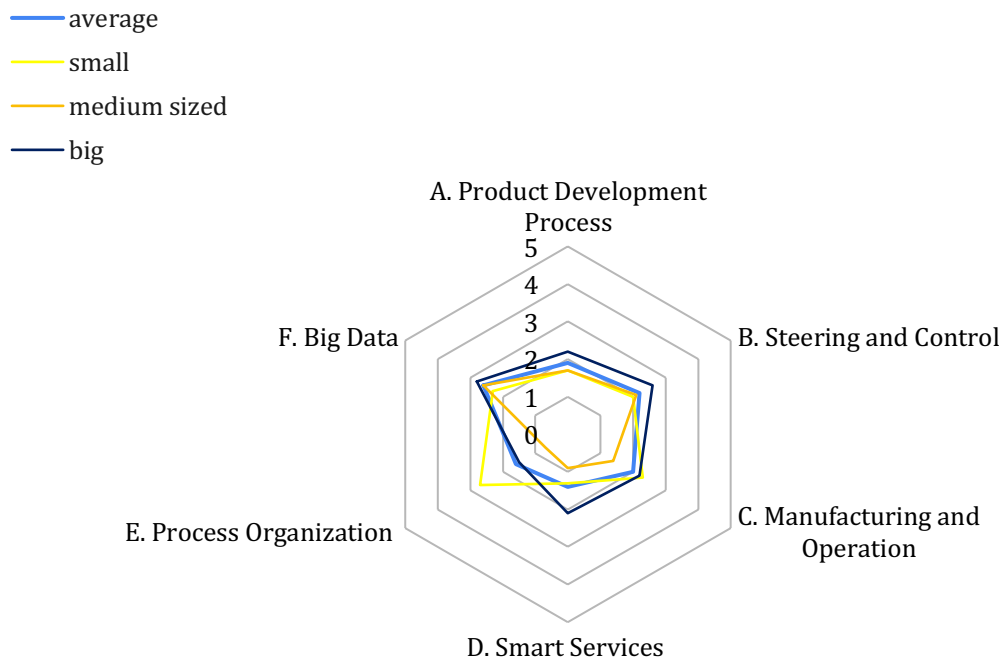 average
small
medium sized
big
A. Product Development
Process
5
4
3
2
1
0
F. Big Data
B. Steering and Control
E. Process Organization
C. Manufacturing and
Operation
D. Smart Services